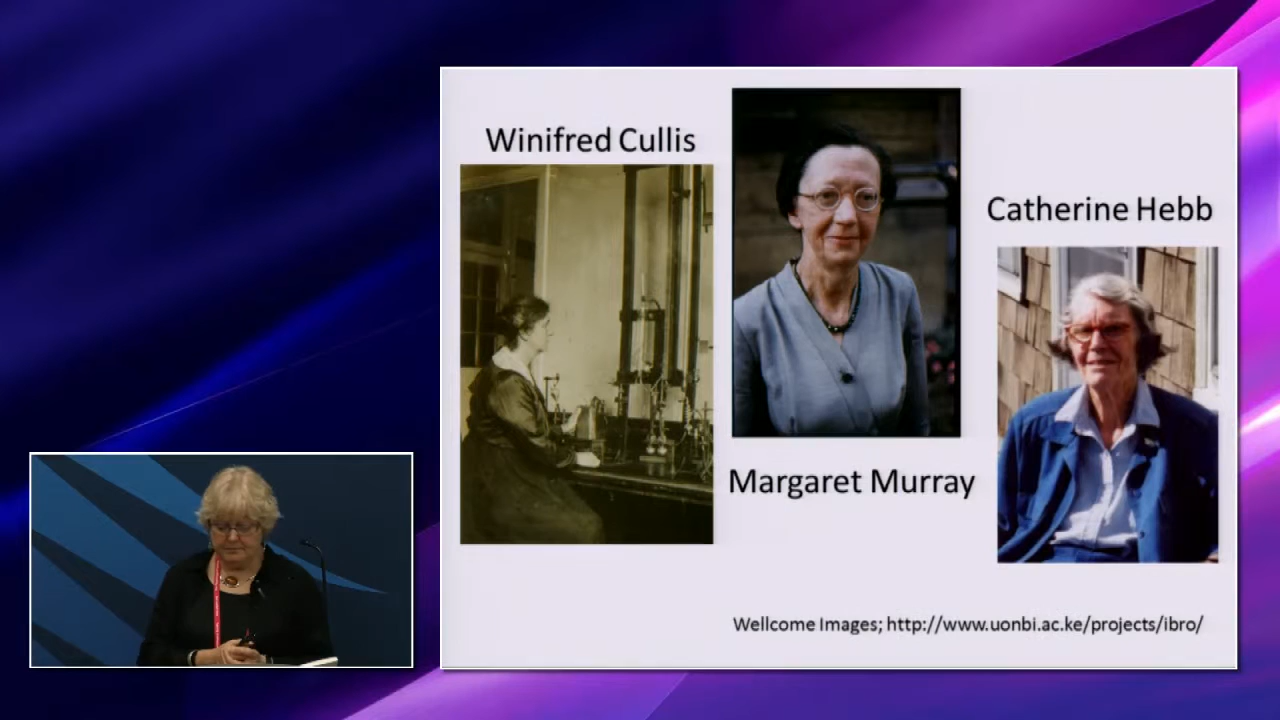 Winifred Cullis
Catherine Hebb
Margaret Murray
Wellcome Images; http://www.uonbi.ac.ke/projects/ibro/